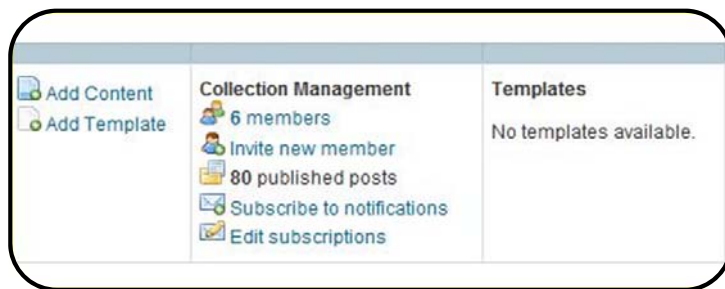 Add Content
Add Template
Collection Management
6 members
Invite new member
80 published posts
Subscribe to notifications
Edit subscriptions
Templates
No templates available.